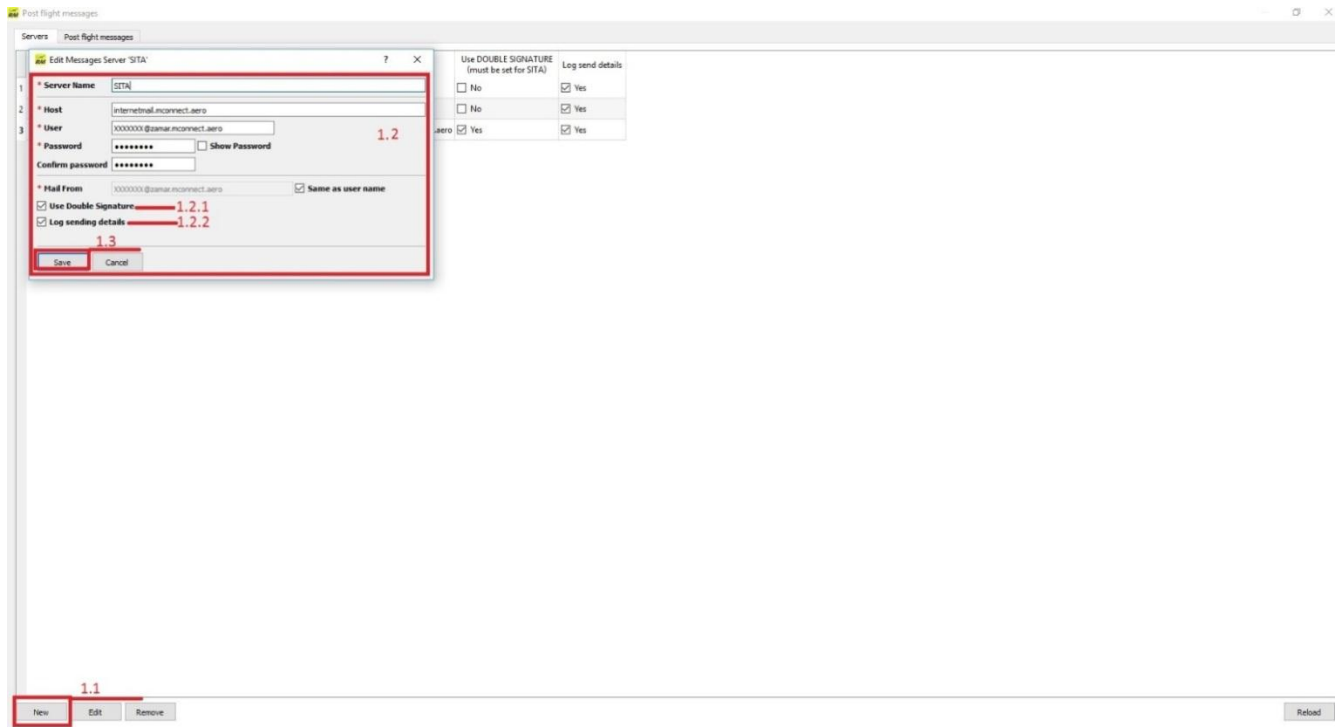 Post flight messages
Servers Post flight messages
Edit Messages Server 'SITA' ? ×
Use DOUBLE SIGNATURE
(must be set for SITA)
Log send details
* Server Name SITA
1 No Yes
* Host internetmail.mconnect.aero
2 No Yes
* User XXXXXXX@zamar.mconnect.aero
1.2
3 .aero Yes Yes
* Password •••••••• Show Password
Confirm password ••••••••
* Mail From XXXXXXX@zamar.mconnect.aero Same as user name
Use Double Signature 1.2.1
Log sending details 1.2.2
1.3
Save Cancel
1.1
New Edit Remove Reload